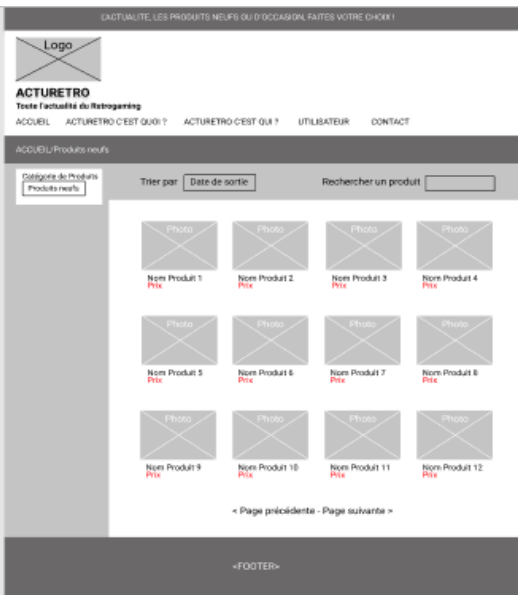 L'ACTUALITE, LES PRODUITS NEUFS OU D'OCCASION, FAITES VOTRE CHOIX !
Logo
ACTURETRO
Toute l'actualité du Retrogaming
ACCUEIL ACTURETRO C'EST QUOI ? ACTURETRO C'EST QUI ? UTILISATEUR CONTACT
ACCUEIL/Produits neufs
Catégorie de Produits
Produits neufs
Trier par Date de sortie Rechercher un produit
Photo Photo Photo Photo
Nom Produit 1 Nom Produit 2 Nom Produit 3 Nom Produit 4
Prix Prix Prix Prix
Photo Photo Photo Photo
Nom Produit 5 Nom Produit 6 Nom Produit 7 Nom Produit 8
Prix Prix Prix Prix
Photo Photo Photo Photo
Nom Produit 9 Nom Produit 10 Nom Produit 11 Nom Produit 12
Prix Prix Prix Prix
< Page précédente - Page suivante >
<FOOTER>